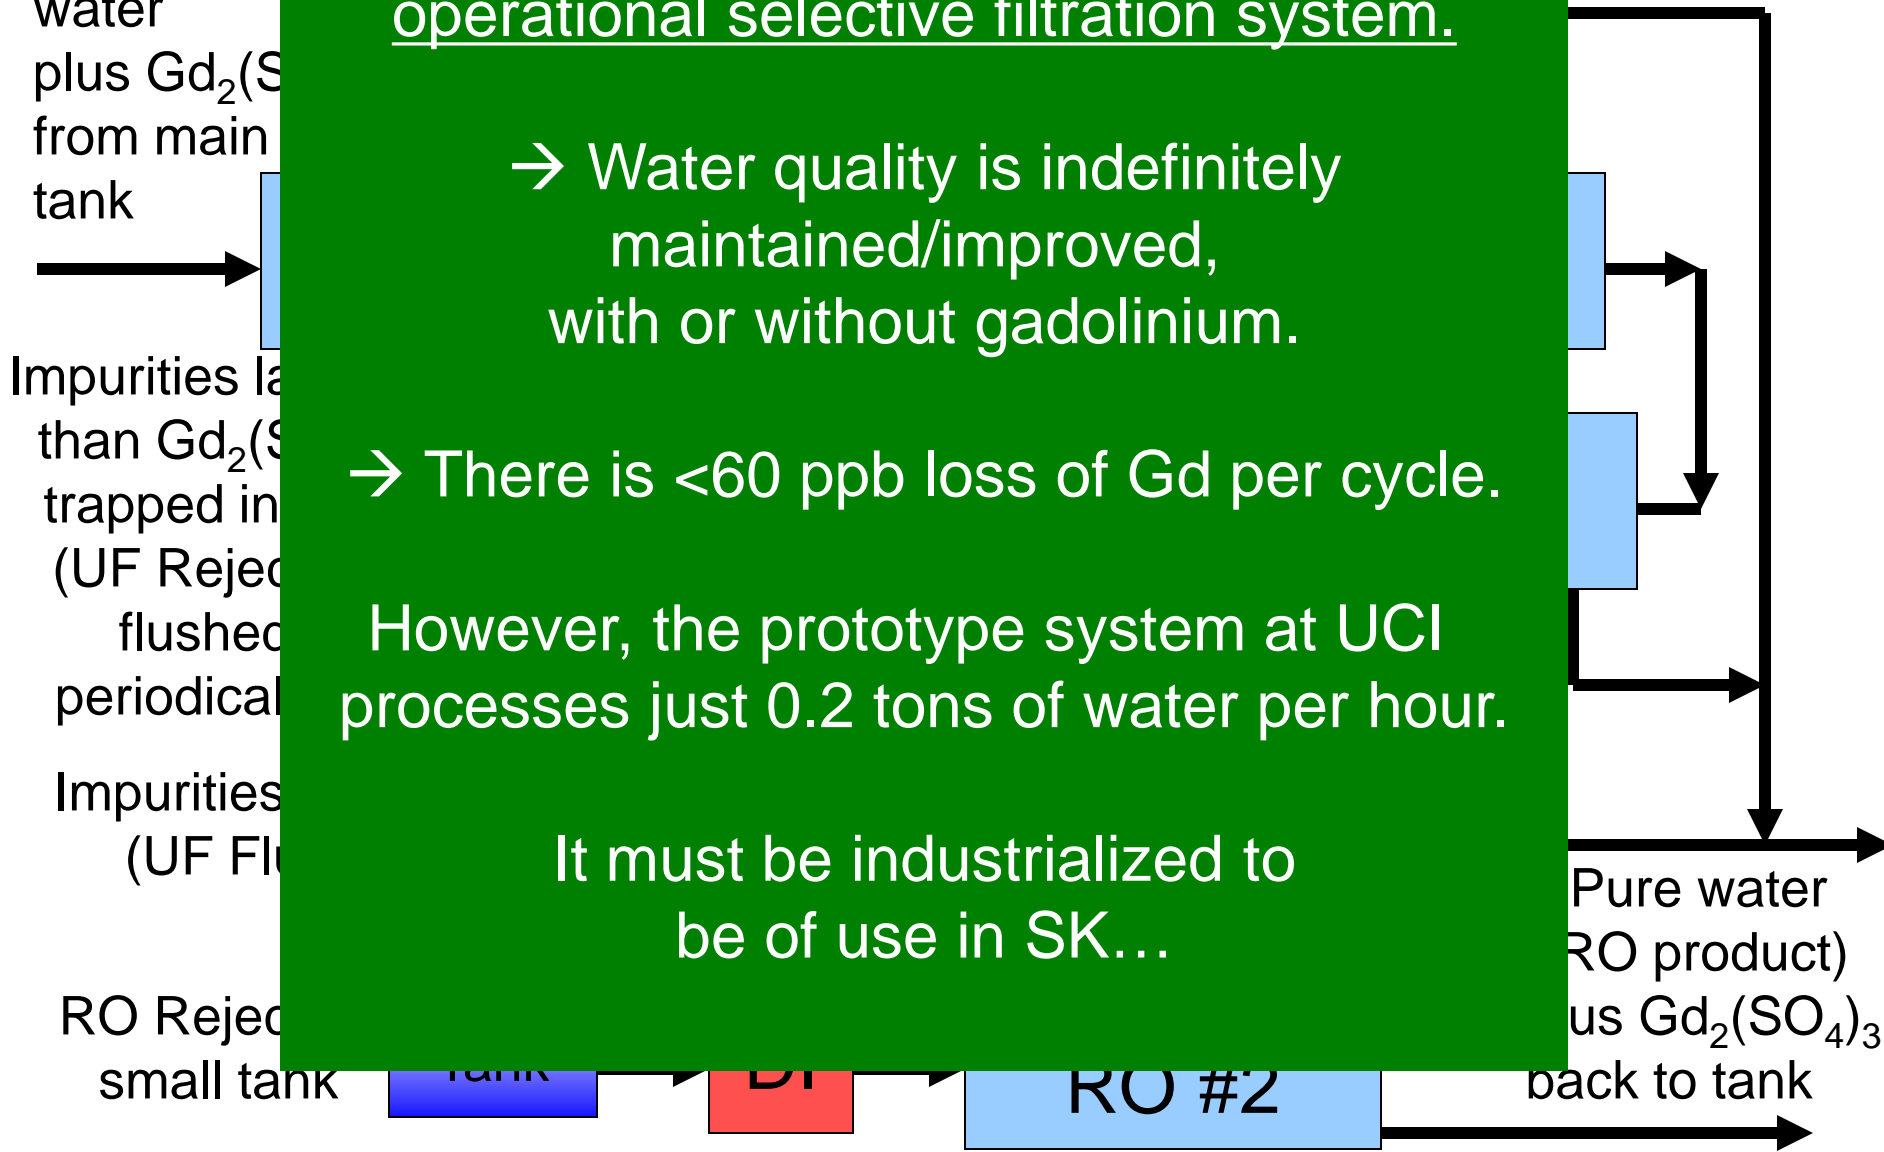 water
plus Gd₂(S
from main
tank
operational selective filtration system.
→ Water quality is indefinitely
maintained/improved,
with or without gadolinium.
→ There is <60 ppb loss of Gd per cycle.
However, the prototype system at UCI
processes just 0.2 tons of water per hour.
It must be industrialized to
be of use in SK…
Impurities la
than Gd₂(S
trapped in
(UF Rejec
flushed
periodical
Impurities
(UF Flu
RO Rejec
small tank
Tank
DI
RO #2
Pure water
RO product)
us Gd₂(SO₄)₃
back to tank